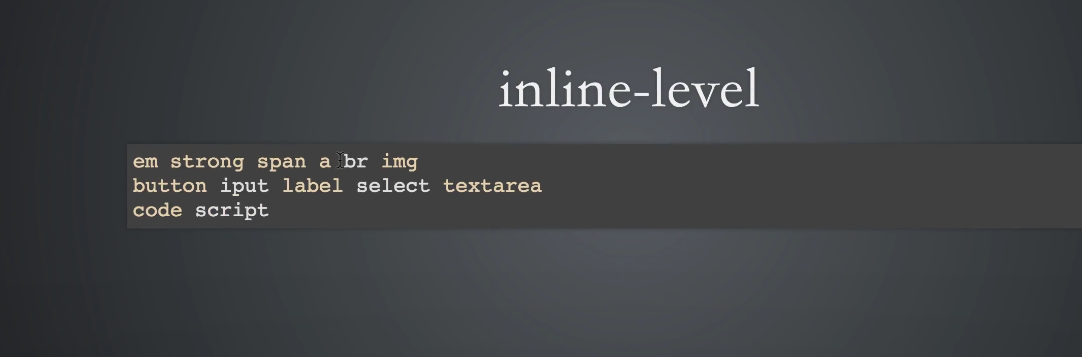 inline-level
em strong span a br img
button iput label select textarea
code script